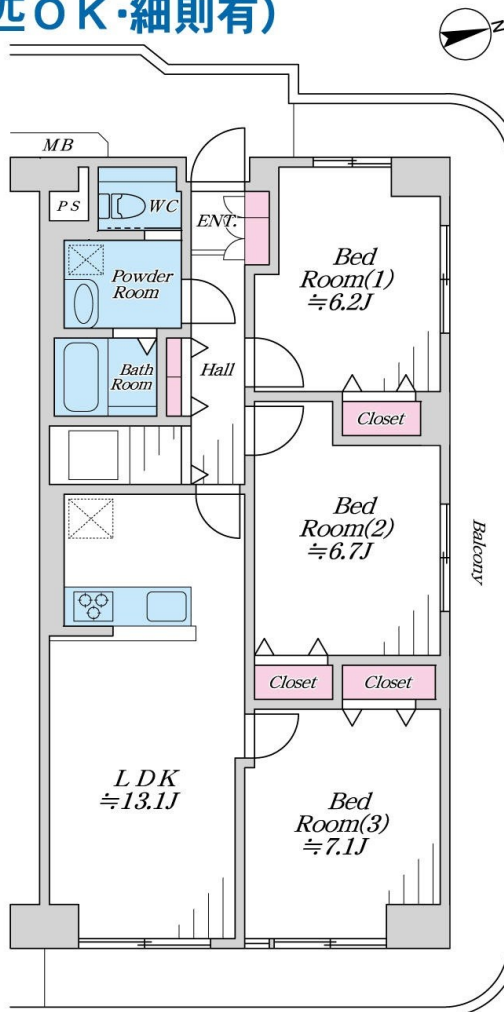 匹OK・細則有)
N
MB
PS
WC
ENT.
Powder
Room
Bath
Room
Hall
Bed
Room(1)
≒6.2J
Closet
Bed
Room(2)
≒6.7J
Balcony
Closet
Closet
LDK
≒13.1J
Bed
Room(3)
≒7.1J